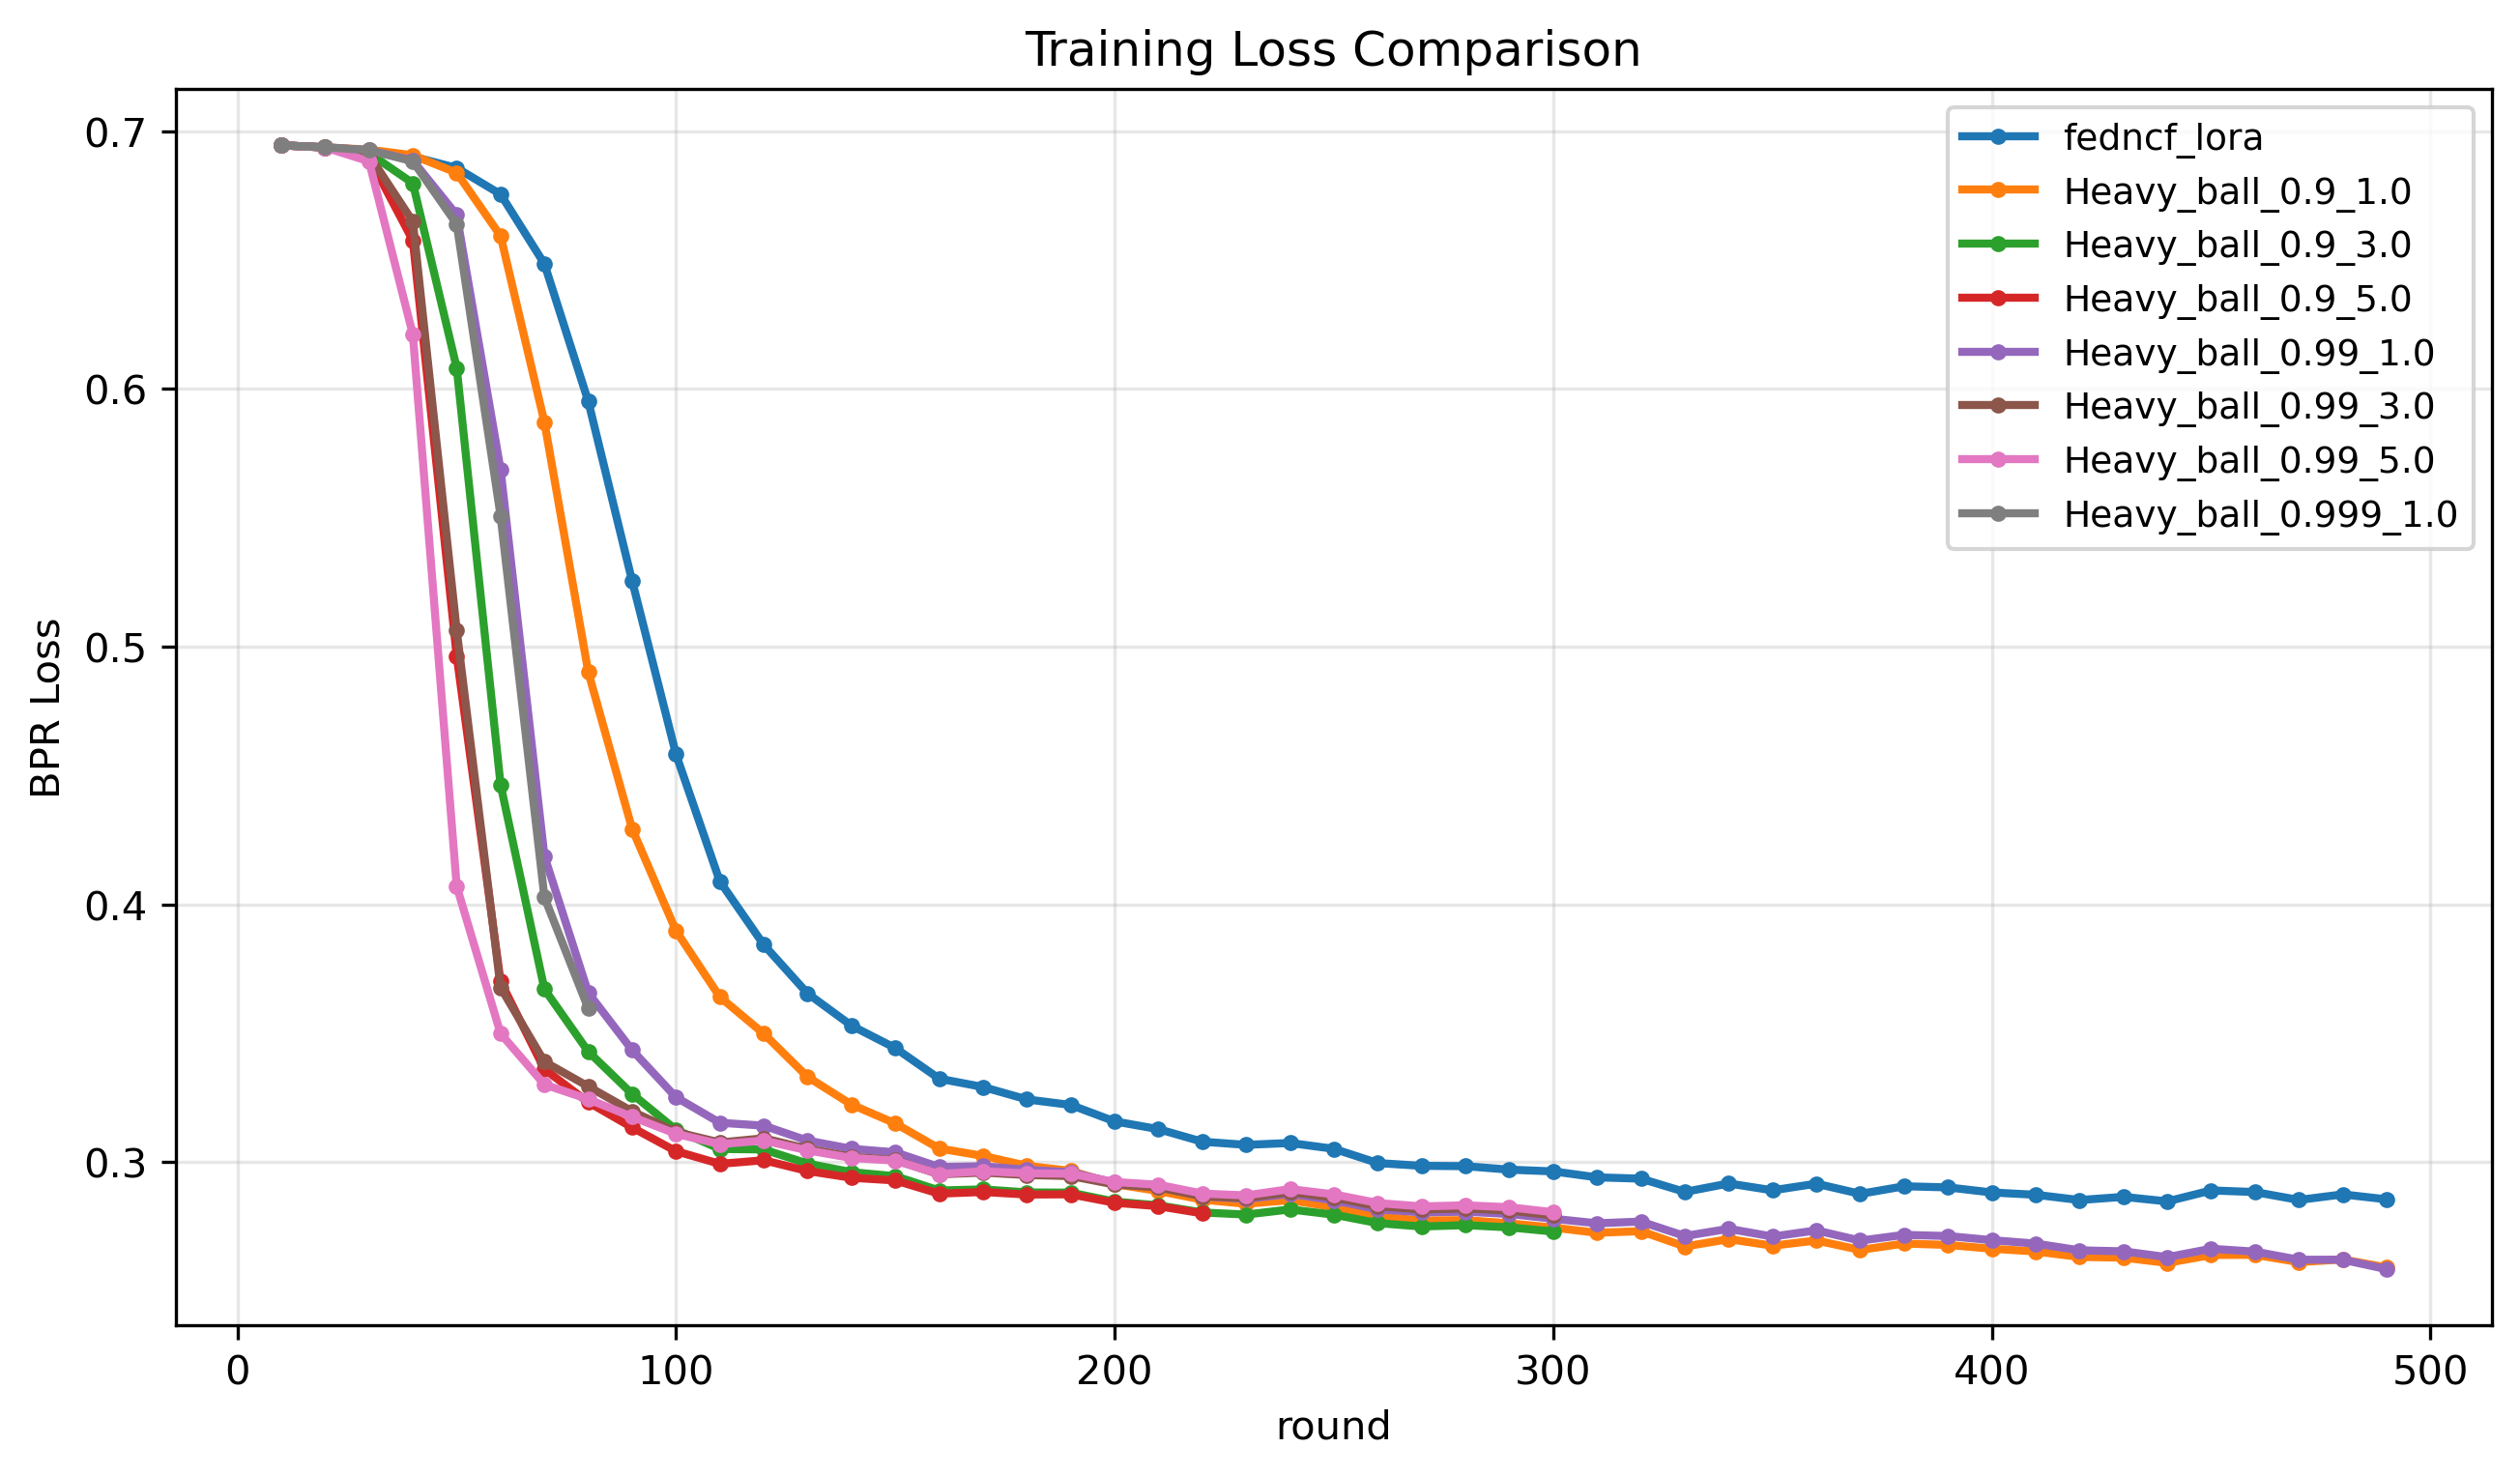 Training Loss Comparison
0.7
0.6
0.5
0.4
0.3
BPR Loss
0
100
200
300
400
500
round
fedncf_lora
Heavy_ball_0.9_1.0
Heavy_ball_0.9_3.0
Heavy_ball_0.9_5.0
Heavy_ball_0.99_1.0
Heavy_ball_0.99_3.0
Heavy_ball_0.99_5.0
Heavy_ball_0.999_1.0